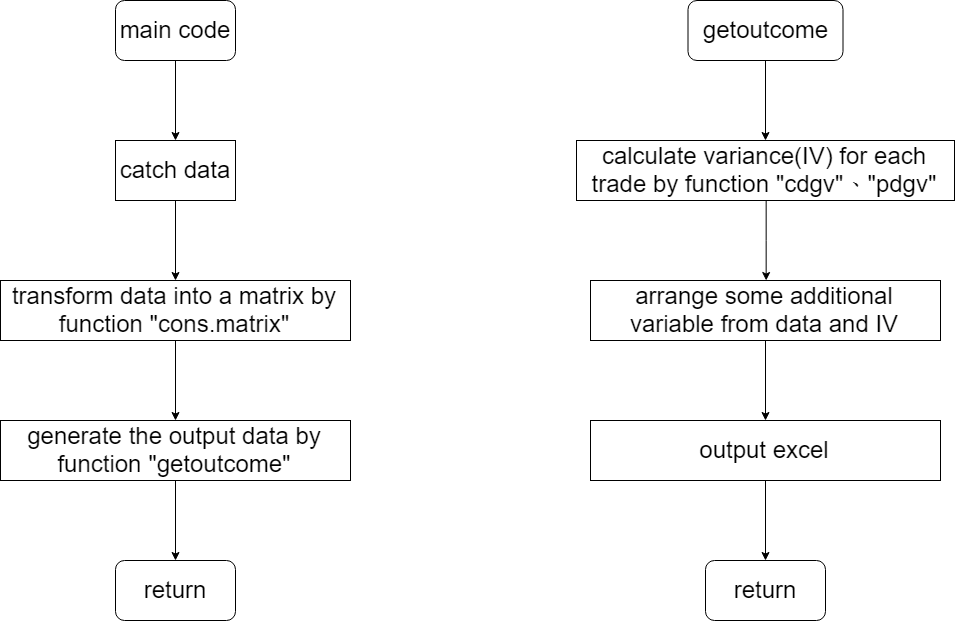 main code
catch data
transform data into a matrix by
function "cons.matrix"
generate the output data by
function "getoutcome"
return
getoutcome
calculate variance(IV) for each
trade by function "cdgv"、"pdgv"
arrange some additional
variable from data and IV
output excel
return